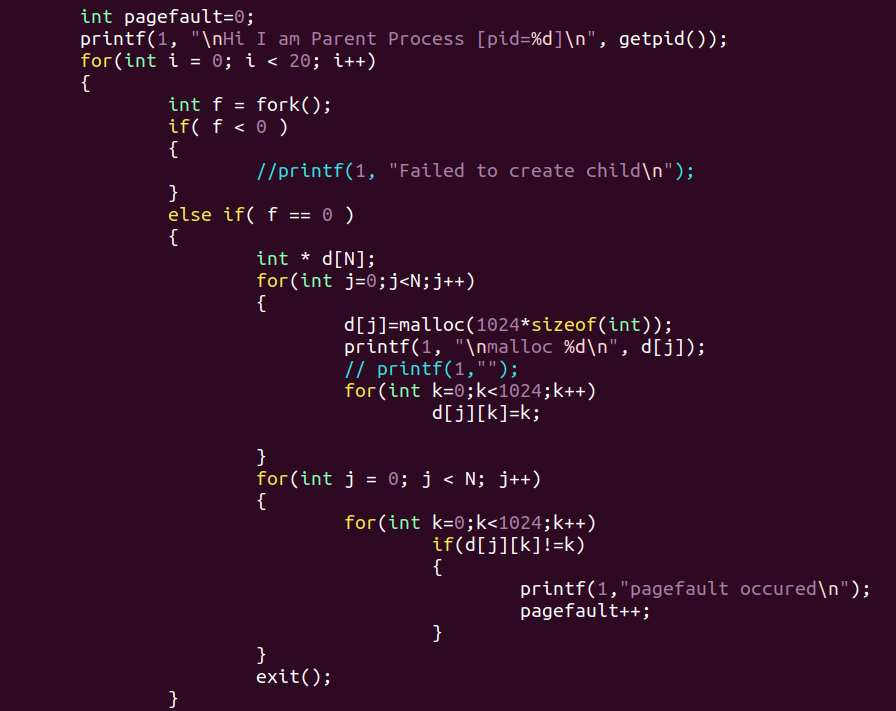 int pagefault=0;
printf(1, "\nHi I am Parent Process [pid=%d]\n", getpid());
for(int i = 0; i < 20; i++)
{
        int f = fork();
        if( f < 0 )
        {
                //printf(1, "Failed to create child\n");
        }
        else if( f == 0 )
        {
                int * d[N];
                for(int j=0;j<N;j++)
                {
                        d[j]=malloc(1024*sizeof(int));
                        printf(1, "\nmalloc %d\n", d[j]);
                        // printf(1,"");
                        for(int k=0;k<1024;k++)
                                d[j][k]=k;

                }
                for(int j = 0; j < N; j++)
                {
                        for(int k=0;k<1024;k++)
                                if(d[j][k]!=k)
                                {
                                        printf(1,"pagefault occured\n");
                                        pagefault++;
                                }
                }
                exit();
        }